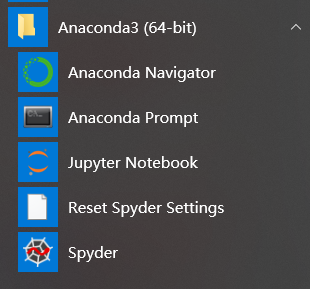 Anaconda3 (64-bit)
Anaconda Navigator
Anaconda Prompt
Jupyter Notebook
Reset Spyder Settings
Spyder